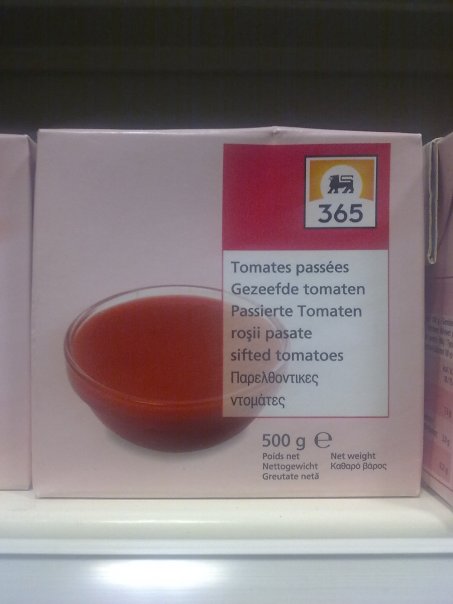 365
Tomates passées
Gezeefde tomaten
Passierte Tomaten
roşii pasate
sifted tomatoes
Παρελθοντικες
ντομάτες
500 g ℮
Poids net Net weight
Nettogewicht Καθαρό βάρος
Greutate netă